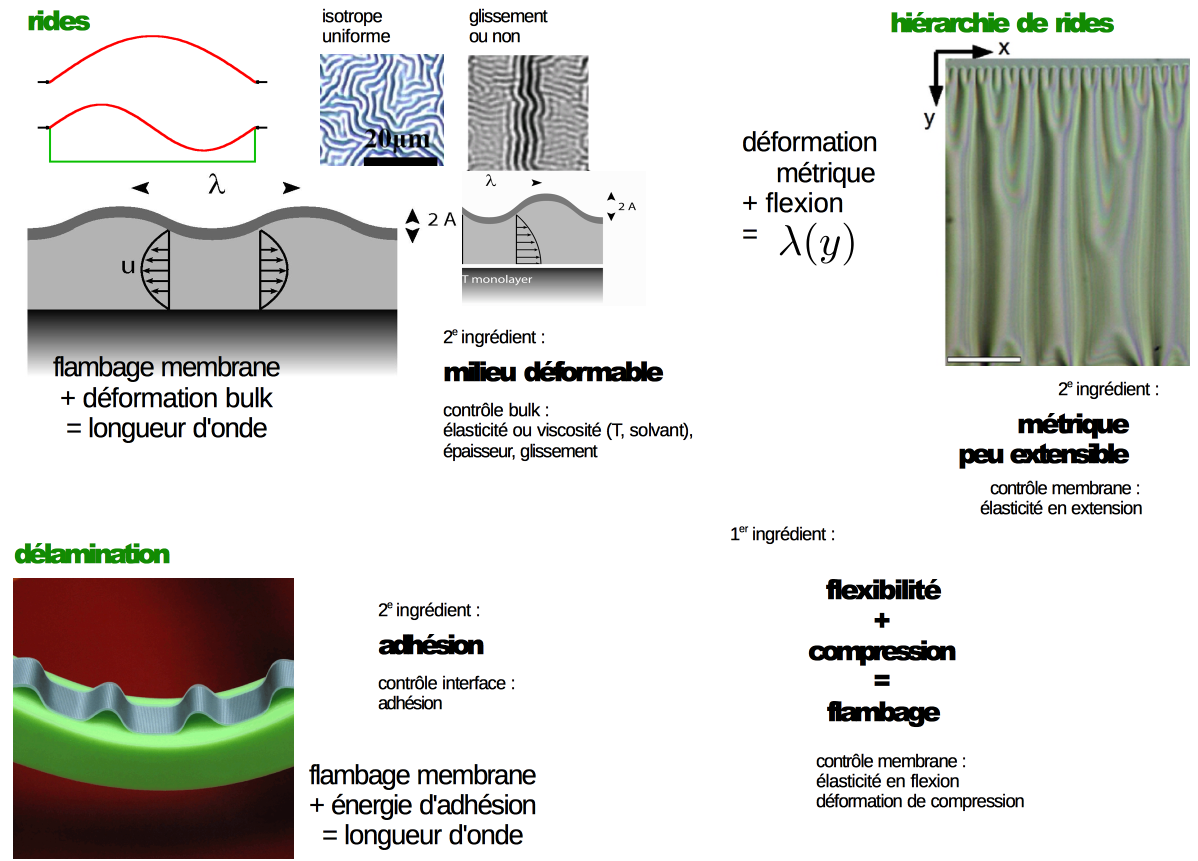 rides
isotrope
uniforme
glissement
ou non
20µm
λ
2 A
u
λ
2 A
T monolayer
flambage membrane
+ déformation bulk
= longueur d'onde
2e ingrédient :
milieu déformable
contrôle bulk :
élasticité ou viscosité (T, solvant),
épaisseur, glissement
hiérarchie de rides
x
y
déformation
métrique
+ flexion
= λ(y)
2e ingrédient :
métrique
peu extensible
contrôle membrane :
élasticité en extension
délamination
2e ingrédient :
adhésion
contrôle interface :
adhésion
flambage membrane
+ énergie d'adhésion
= longueur d'onde
1er ingrédient :
flexibilité
+
compression
=
flambage
contrôle membrane :
élasticité en flexion
déformation de compression